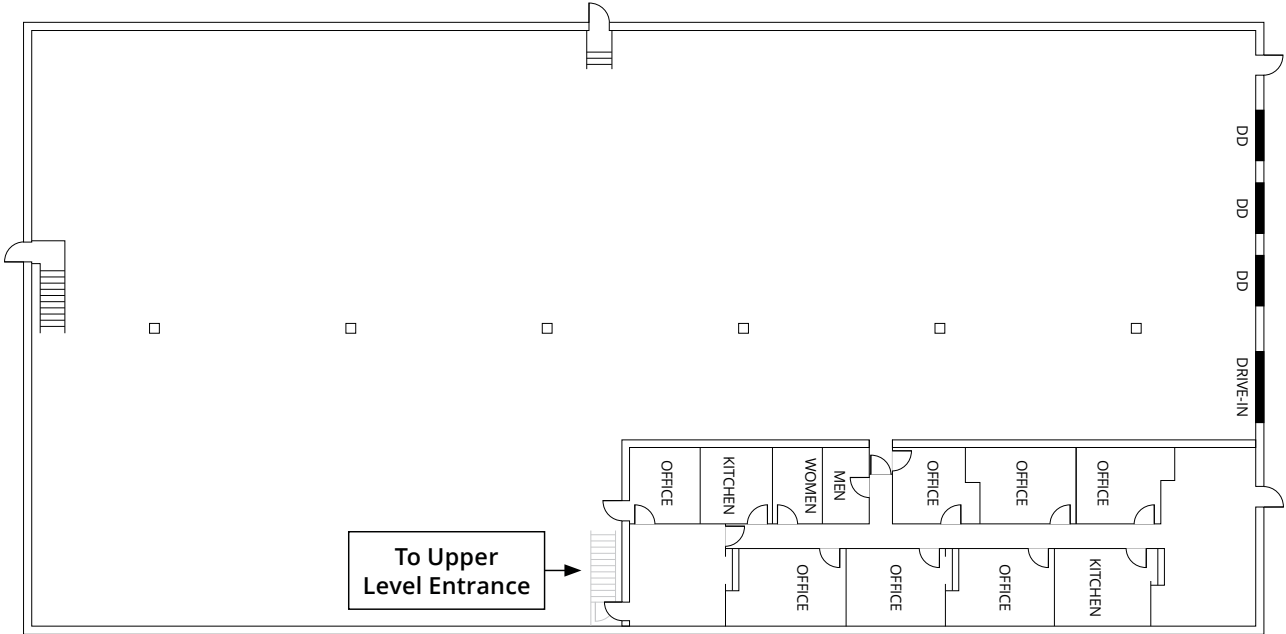 DD
DD
DD
DRIVE-IN
OFFICE
KITCHEN
WOMEN
MEN
OFFICE
OFFICE
OFFICE
To Upper
Level Entrance
OFFICE
OFFICE
OFFICE
KITCHEN